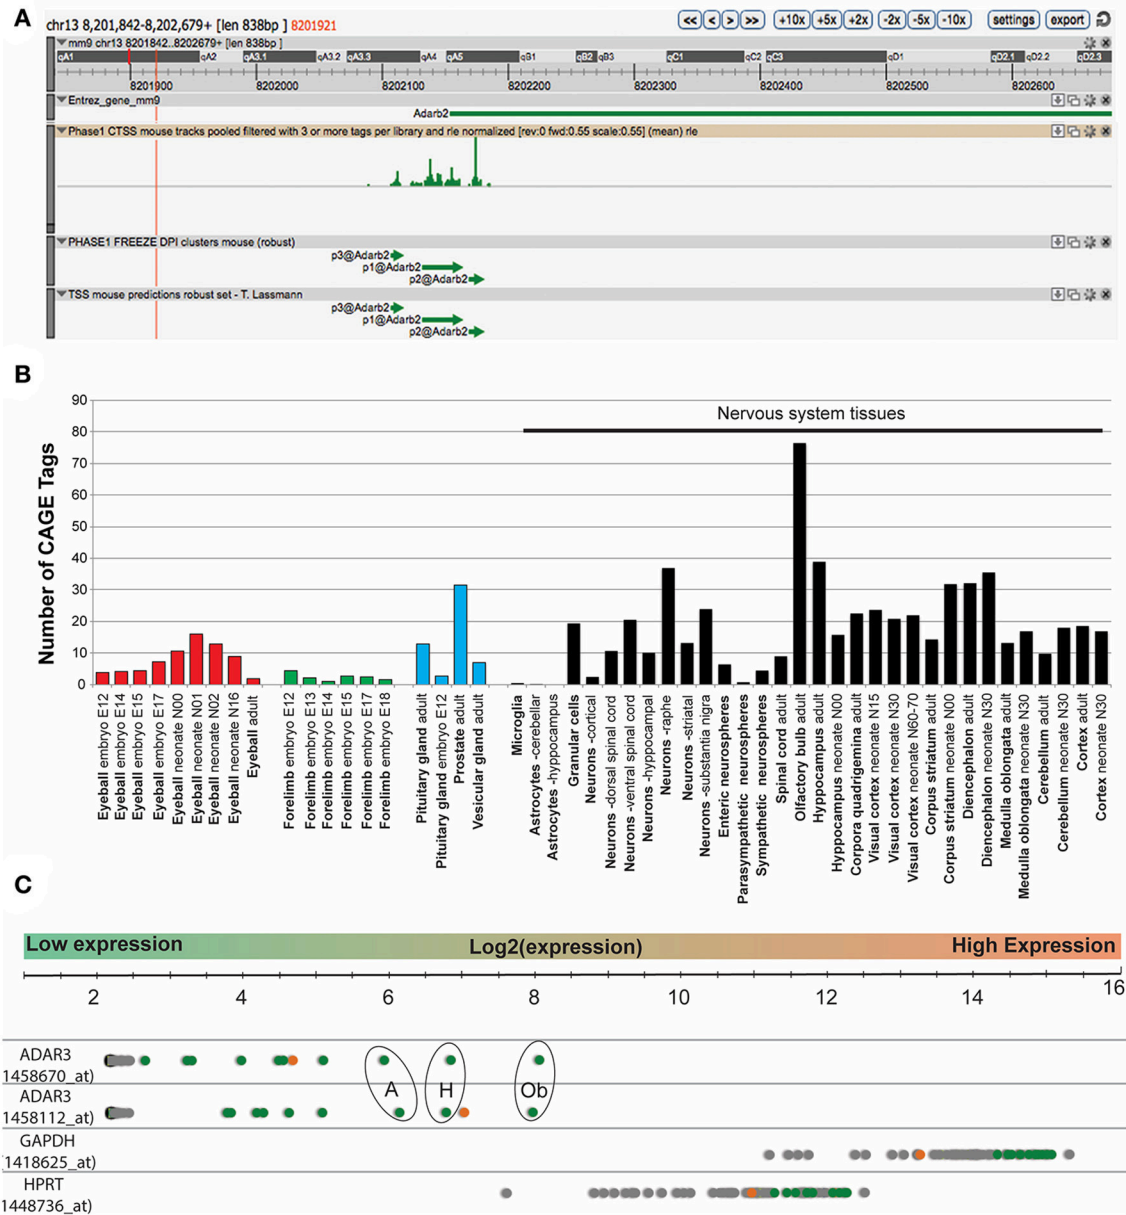 A
chr13 8,201,842-8,202,679+ [len 838bp ] 8201921
<< < > >> +10x +5x +2x -2x -5x -10x settings export
mm9 chr13 8201842..8202679+ [len 838bp ]
qA1 qA2 qA3.1 qA3.2 qA3.3 qA4 qA5 qB1 qB2 qB3 qC1 qC2 qC3 qD1 qD2.1 qD2.2 qD2.3
8201900 8202000 8202100 8202200 8202300 8202400 8202500 8202600
Entrez_gene_mm9
Adarb2
Phase1 CTSS mouse tracks pooled filtered with 3 or more tags per library and rle normalized [rev:0 fwd:0.55 scale:0.55] (mean) rle
PHASE1 FREEZE DPI clusters mouse (robust)
p3@Adarb2
p1@Adarb2
p2@Adarb2
TSS mouse predictions robust set - T. Lassmann
p3@Adarb2
p1@Adarb2
p2@Adarb2
B
Number of CAGE Tags
90
80
70
60
50
40
30
20
10
0
Nervous system tissues
Eyeball embryo E12
Eyeball embryo E14
Eyeball embryo E15
Eyeball embryo E17
Eyeball neonate N00
Eyeball neonate N01
Eyeball neonate N02
Eyeball neonate N16
Eyeball adult
Forelimb embryo E12
Forelimb embryo E13
Forelimb embryo E14
Forelimb embryo E15
Forelimb embryo E17
Forelimb embryo E18
Pituitary gland adult
Pituitary gland embryo E12
Prostate adult
Vesicular gland adult
Microglia
Astrocytes -cerebellar
Astrocytes -hyppocampus
Granular cells
Neurons -cortical
Neurons -dorsal spinal cord
Neurons -ventral spinal cord
Neurons -hyppocampal
Neurons -raphe
Neurons -striatal
Neurons -substantia nigra
Enteric neurospheres
Parasympathetic neurospheres
Sympathetic neurospheres
Spinal cord adult
Olfactory bulb adult
Hyppocampus adult
Hyppocampus neonate N00
Corpora quadrigemina adult
Visual cortex neonate N15
Visual cortex neonate N30
Visual cortex neonate N60-70
Corpus striatum adult
Corpus striatum neonate N00
Diencephalon adult
Diencephalon neonate N30
Medulla oblongata adult
Medulla oblongata neonate N30
Cerebellum adult
Cerebellum neonate N30
Cortex adult
Cortex neonate N30
C
Low expression Log2(expression) High Expression
2 4 6 8 10 12 14 16
ADAR3
1458670_at)
ADAR3
1458112_at)
A H Ob
GAPDH
1418625_at)
HPRT
1448736_at)